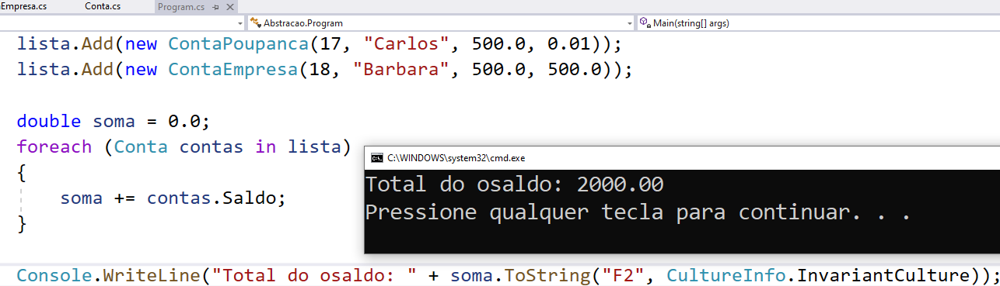 Empresa.cs Conta.cs Program.cs
Abstracao.Program Main(string[] args)
lista.Add(new ContaPoupanca(17, "Carlos", 500.0, 0.01));
lista.Add(new ContaEmpresa(18, "Barbara", 500.0, 500.0));
double soma = 0.0;
foreach (Conta contas in lista)
{
soma += contas.Saldo;
}
C:\WINDOWS\system32\cmd.exe
Total do osaldo: 2000.00
Pressione qualquer tecla para continuar. . .
Console.WriteLine("Total do osaldo: " + soma.ToString("F2", CultureInfo.InvariantCulture));